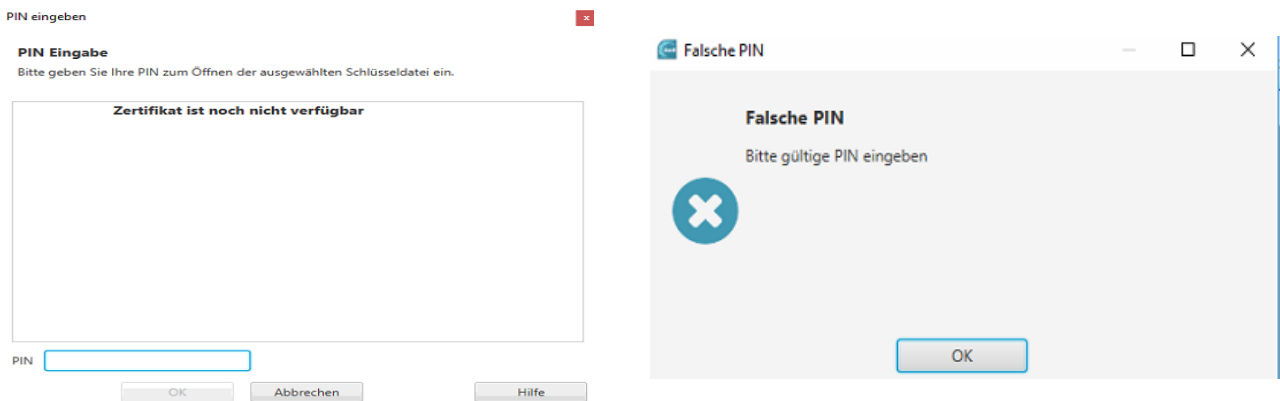 PIN eingeben
PIN Eingabe
Bitte geben Sie Ihre PIN zum Öffnen der ausgewählten Schlüsseldatei ein.
Zertifikat ist noch nicht verfügbar
PIN
OK Abbrechen Hilfe
Falsche PIN
Falsche PIN
Bitte gültige PIN eingeben
OK